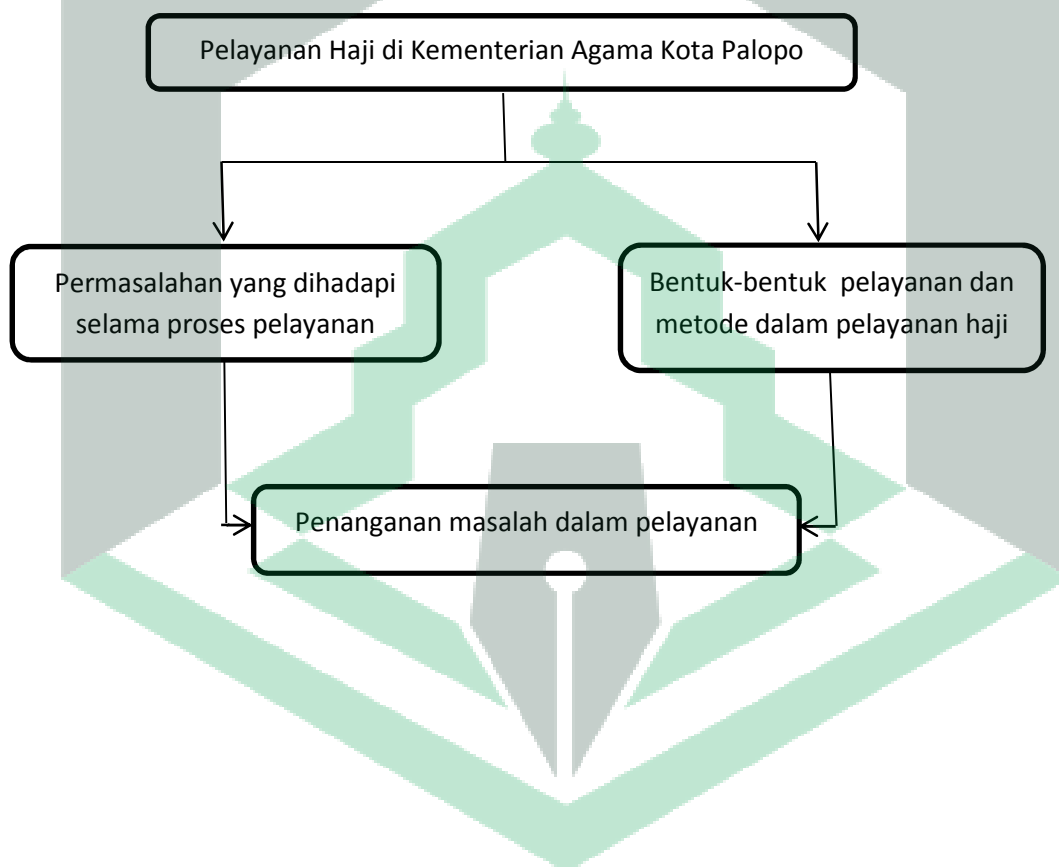 Pelayanan Haji di Kementerian Agama Kota Palopo
Permasalahan yang dihadapi
selama proses pelayanan
Bentuk-bentuk pelayanan dan
metode dalam pelayanan haji
Penanganan masalah dalam pelayanan